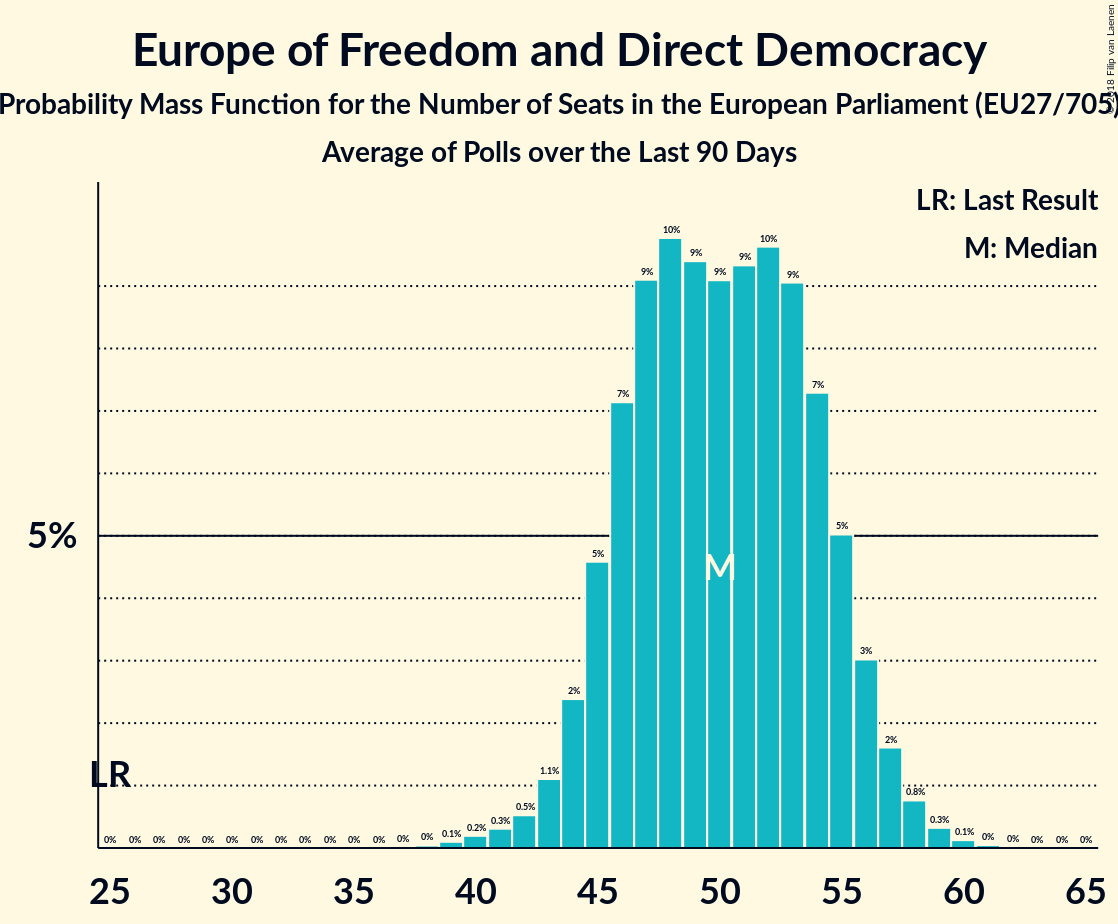 Europe of Freedom and Direct Democracy
Probability Mass Function for the Number of Seats in the European Parliament (EU27/705)
Average of Polls over the Last 90 Days
© 2018 Filip van Laenen
LR: Last Result
M: Median
5%
LR
M
0% 0% 0% 0% 0% 0% 0% 0% 0% 0% 0% 0% 0% 0% 0.1% 0.2% 0.3% 0.5% 1.1% 2% 5% 7% 9% 10% 9% 9% 9% 10% 9% 7% 5% 3% 2% 0.8% 0.3% 0.1% 0% 0% 0% 0% 0%
25 30 35 40 45 50 55 60 65